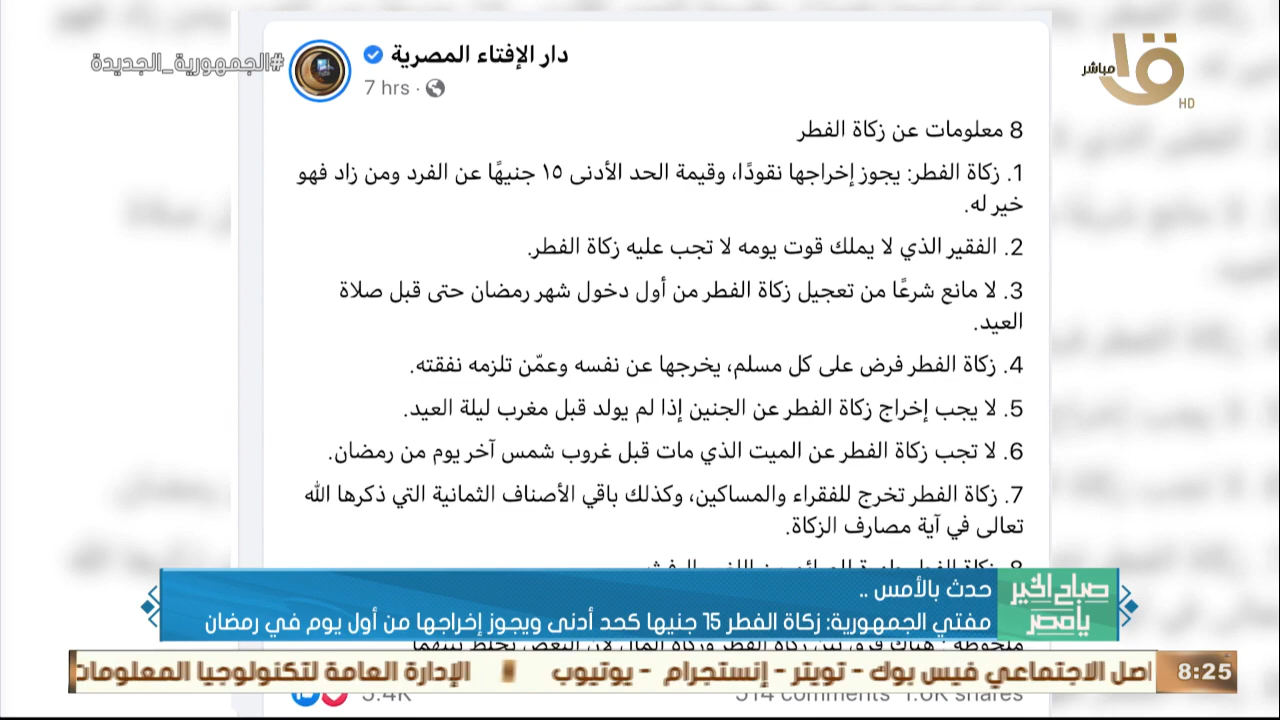 #الجمهورية_الجديدة
دار الإفتاء المصرية
7 hrs ·
مباشر
HD
8 معلومات عن زكاة الفطر
1. زكاة الفطر: يجوز إخراجها نقودًا، وقيمة الحد الأدنى ١٥ جنيهًا عن الفرد ومن زاد فهو
خير له.
2. الفقير الذي لا يملك قوت يومه لا تجب عليه زكاة الفطر.
3. لا مانع شرعًا من تعجيل زكاة الفطر من أول دخول شهر رمضان حتى قبل صلاة
العيد.
4. زكاة الفطر فرض على كل مسلم، يخرجها عن نفسه وعمّن تلزمه نفقته.
5. لا يجب إخراج زكاة الفطر عن الجنين إذا لم يولد قبل مغرب ليلة العيد.
6. لا تجب زكاة الفطر عن الميت الذي مات قبل غروب شمس آخر يوم من رمضان.
7. زكاة الفطر تخرج للفقراء والمساكين، وكذلك باقي الأصناف الثمانية التي ذكرها الله
تعالى في آية مصارف الزكاة.
صباح الخير
يا مصر
حدث بالأمس ..
مفتي الجمهورية: زكاة الفطر 15 جنيها كحد أدنى ويجوز إخراجها من أول يوم في رمضان
8:25
اصل الاجتماعي فيس بوك - تويتر - إنستجرام - يوتيوب
الإدارة العامة لتكنولوجيا المعلومات
5.4K
514 comments 1.6K shares